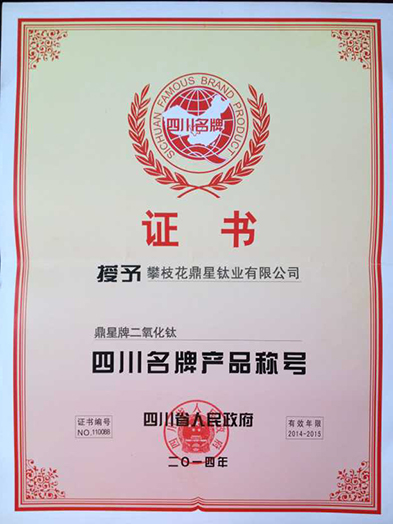 SICHUAN FAMOUS BRAND PRODUCT
四川名牌
证书
授予 攀枝花鼎星钛业有限公司
鼎星牌二氧化钛
四川名牌产品称号
证书编号
NO.110088
四川省人民政府
二〇一四年
有效年限
2014-2015